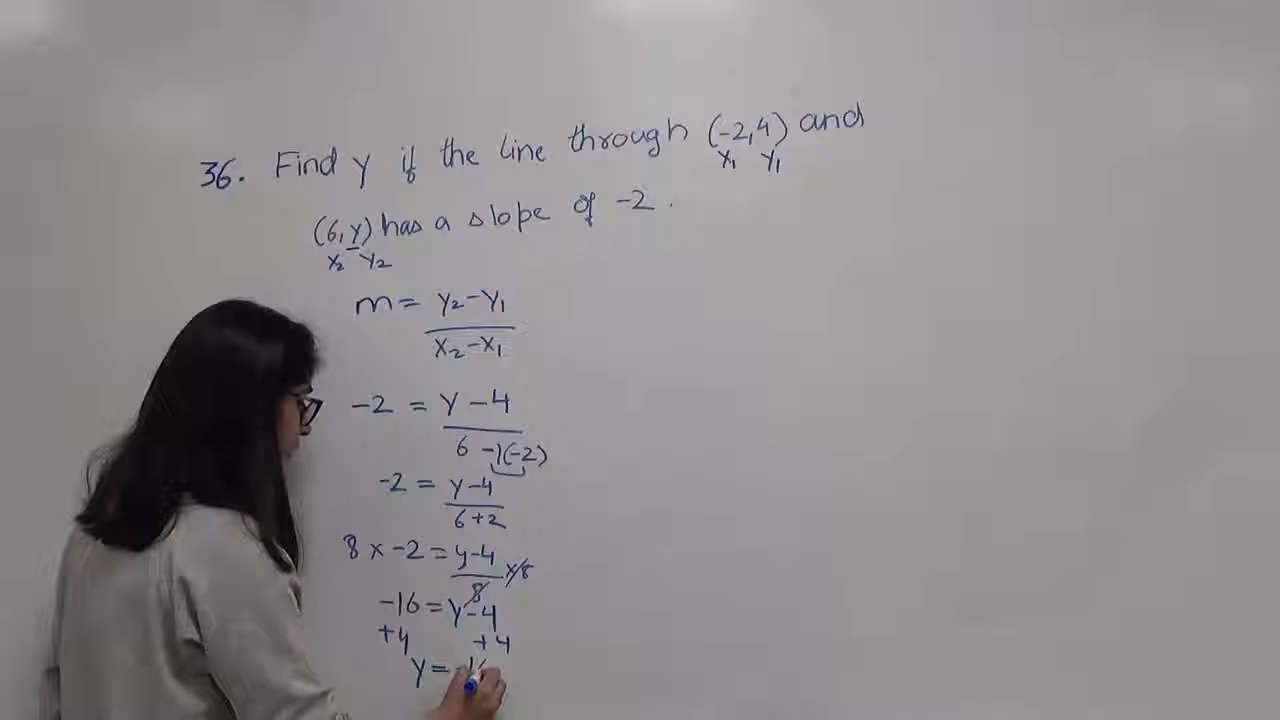 36. Find y if the line through (-2,4) and
x₁ y₁
(6, y) has a slope of -2.
x₂ y₂
m = y₂-y₁
x₂-x₁
-2 = y-4
6 -1(-2)
-2 = y-4
6+2
8 x -2 = y-4 x8
8
-16 = y-4
+4 +4
y =